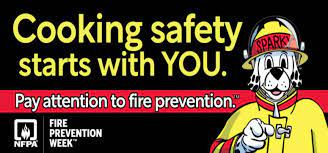 Cooking safety
starts with YOU.
SPARKY
Pay attention to fire prevention.™
NFPA
FIRE
PREVENTION
WEEK™